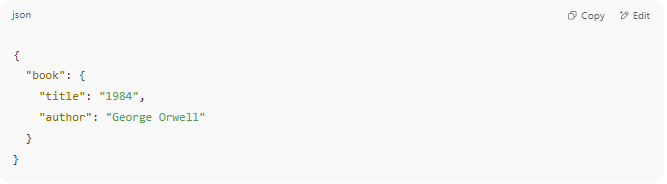 json
Copy
Edit
{
"book": {
"title": "1984",
"author": "George Orwell"
}
}